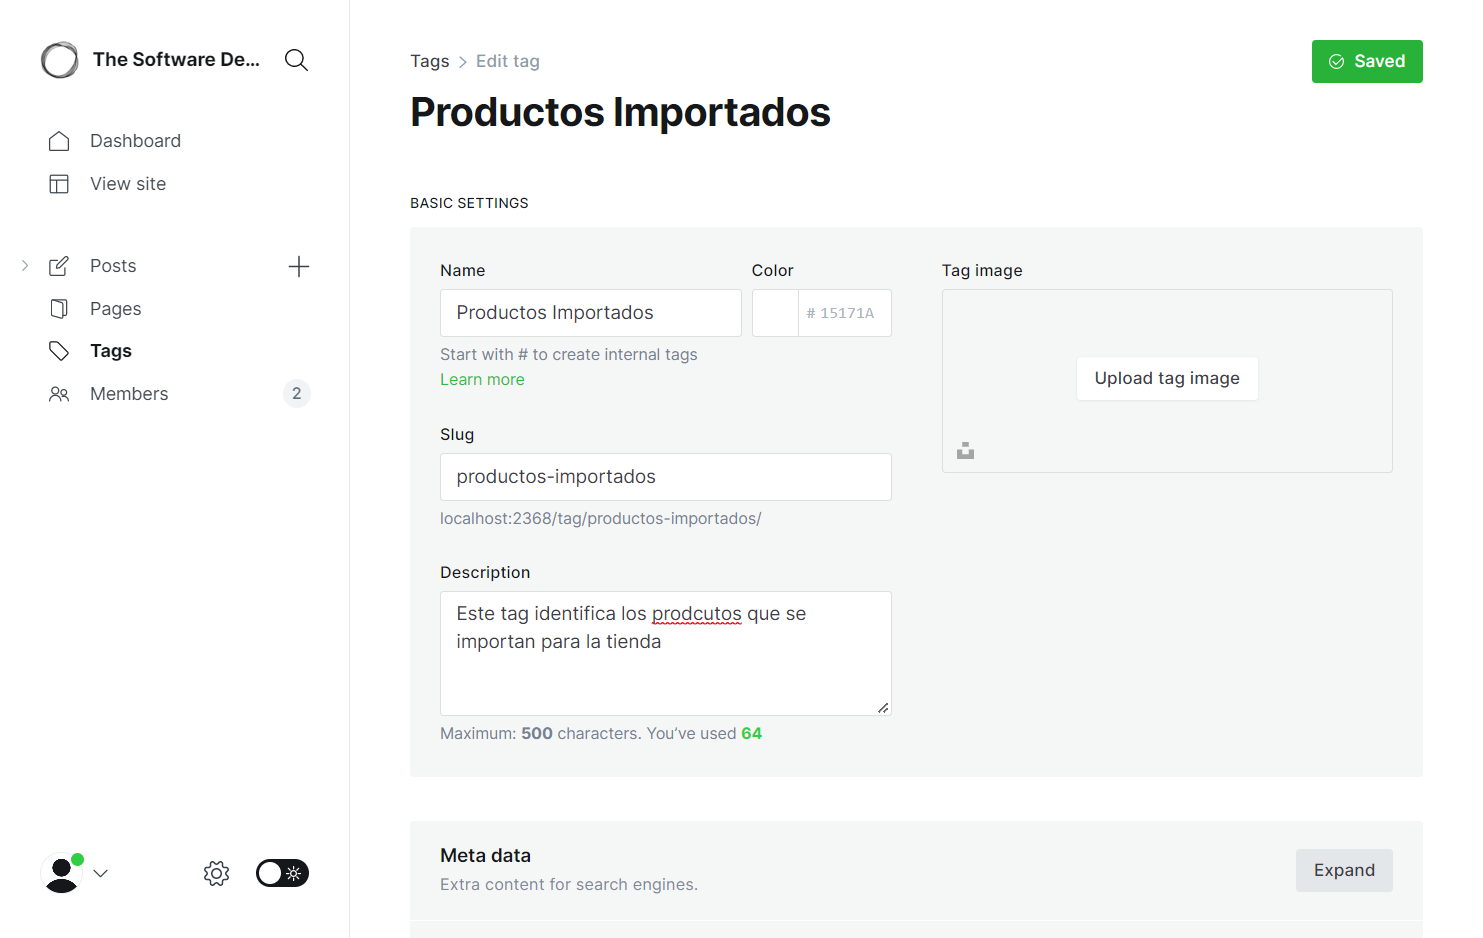 The Software De...
Dashboard
View site
Posts
Pages
Tags
Members
2
Tags > Edit tag
Saved
Productos Importados
BASIC SETTINGS
Name
Color
Tag image
Productos Importados
# 15171A
Start with # to create internal tags
Learn more
Upload tag image
Slug
productos-importados
localhost:2368/tag/productos-importados/
Description
Este tag identifica los prodcutos que se
importan para la tienda
Maximum: 500 characters. You’ve used 64
Meta data
Extra content for search engines.
Expand